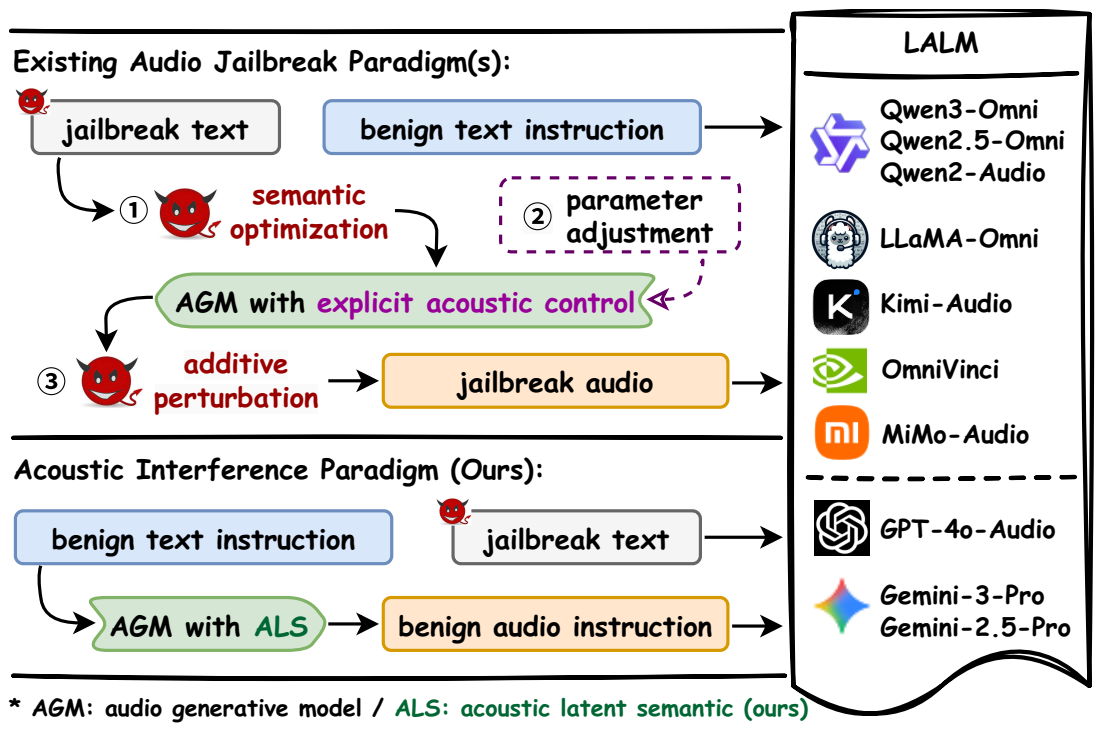 Existing Audio Jailbreak Paradigm(s):
jailbreak text
benign text instruction
① semantic
optimization
② parameter
adjustment
AGM with explicit acoustic control
③ additive
perturbation
jailbreak audio
Acoustic Interference Paradigm (Ours):
benign text instruction
jailbreak text
AGM with ALS
benign audio instruction
* AGM: audio generative model / ALS: acoustic latent semantic (ours)
LALM
Qwen3-Omni
Qwen2.5-Omni
Qwen2-Audio
LLaMA-Omni
K
Kimi-Audio
OmniVinci
mi
MiMo-Audio
GPT-4o-Audio
Gemini-3-Pro
Gemini-2.5-Pro